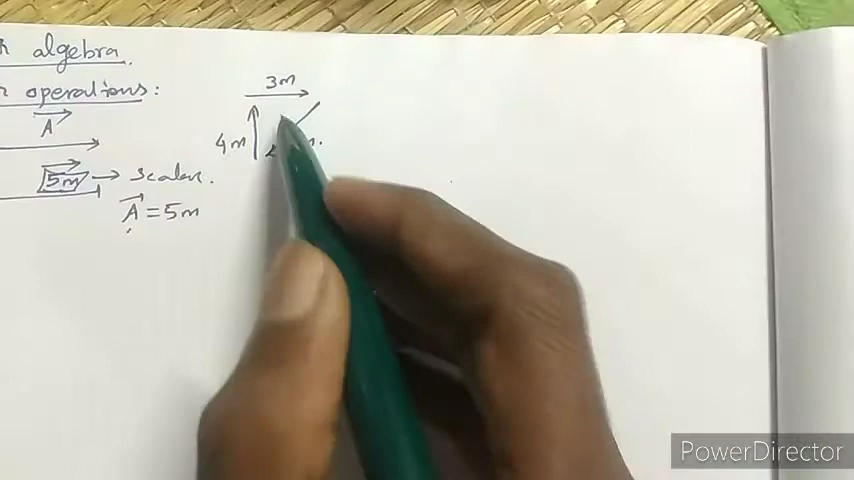 algebra.
operations:
A
5m → scalar.
A = 5m
3m
4m
PowerDirector